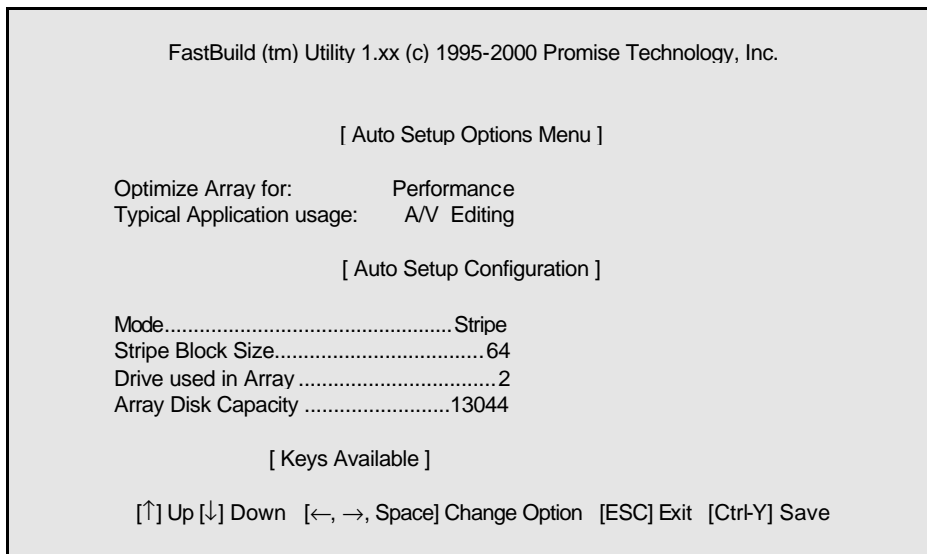 FastBuild (tm) Utility 1.xx (c) 1995-2000 Promise Technology, Inc.
[ Auto Setup Options Menu ]
Optimize Array for: Performance
Typical Application usage: A/V Editing
[ Auto Setup Configuration ]
Mode.................................................Stripe
Stripe Block Size....................................64
Drive used in Array ..................................2
Array Disk Capacity .........................13044
[ Keys Available ]
[↑] Up [↓] Down [←, →, Space] Change Option [ESC] Exit [Ctrl-Y] Save